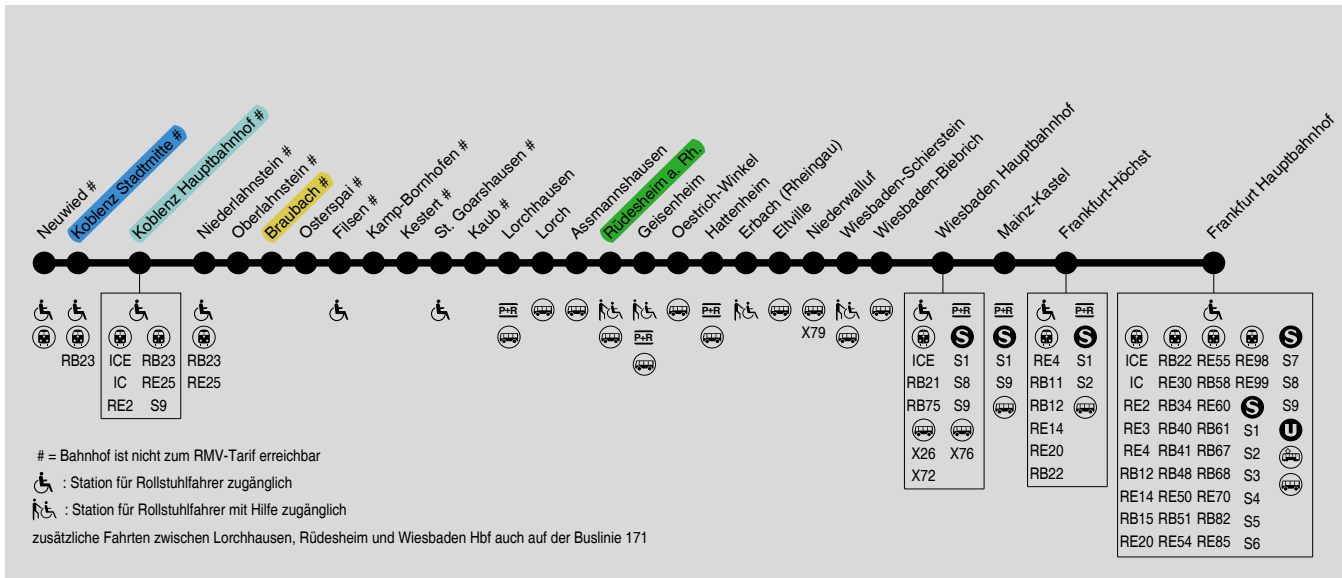 Neuwied #
Koblenz Stadtmitte #
Koblenz Hauptbahnhof #
Niederlahnstein #
Oberlahnstein #
Braubach #
Osterspai #
Filsen #
Kamp-Bornhofen #
Kestert #
St. Goarshausen #
Kaub #
Lorchhausen
Lorch
Assmannshausen
Rüdesheim a. Rh.
Geisenheim
Oestrich-Winkel
Hattenheim
Erbach (Rheingau)
Eltville
Niederwalluf
Wiesbaden-Schierstein
Wiesbaden-Biebrich
Wiesbaden Hauptbahnhof
Mainz-Kastel
Frankfurt-Höchst
Frankfurt Hauptbahnhof
RB23
ICE RB23
IC RE25
RE2 S9
RB23
RE25
P+R
P+R
P+R
X79
P+R
S
ICE S1
RB21 S8
RB75 S9
X26 X76
X72
P+R
S
S1
S9
P+R
S
RE4 S1
RB11 S2
RB12
RE14
RE20
RB22
S
ICE RB22 RE55 RE98 S7
IC RE30 RB58 RE99 S8
RE2 RB34 RE60 S S9
RE3 RB40 RB61 S1 U
RE4 RB41 RB67 S2
RB12 RB48 RB68 S3
RE14 RE50 RE70 S4
RB15 RB51 RB82 S5
RE20 RE54 RE85 S6
# = Bahnhof ist nicht zum RMV-Tarif erreichbar
: Station für Rollstuhlfahrer zugänglich
: Station für Rollstuhlfahrer mit Hilfe zugänglich
zusätzliche Fahrten zwischen Lorchhausen, Rüdesheim und Wiesbaden Hbf auch auf der Buslinie 171